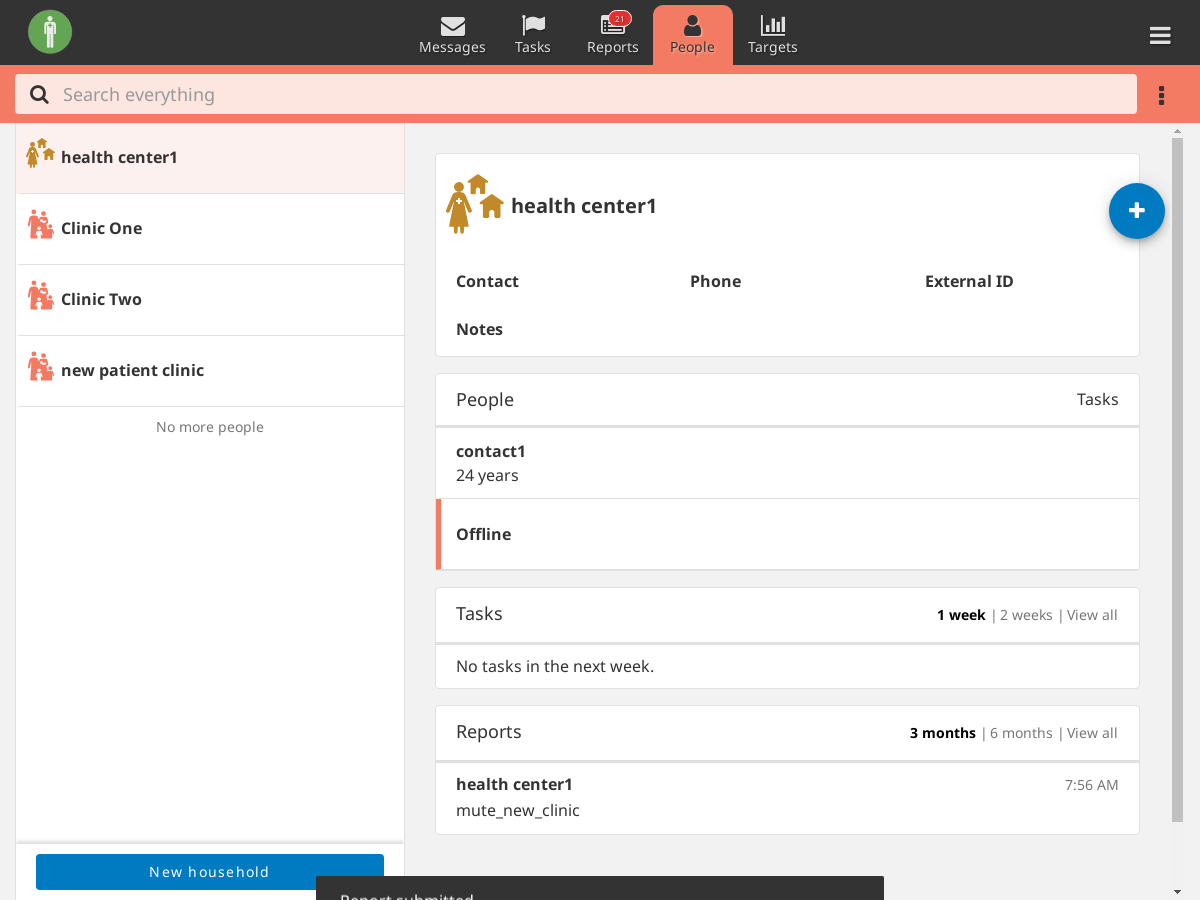 Messages
Tasks
21
Reports
People
Targets
Search everything
health center1
Clinic One
Clinic Two
new patient clinic
No more people
New household
health center1
Contact
Phone
External ID
Notes
People
Tasks
contact1
24 years
Offline
Tasks
1 week | 2 weeks | View all
No tasks in the next week.
Reports
3 months | 6 months | View all
health center1
7:56 AM
mute_new_clinic
Report submitted